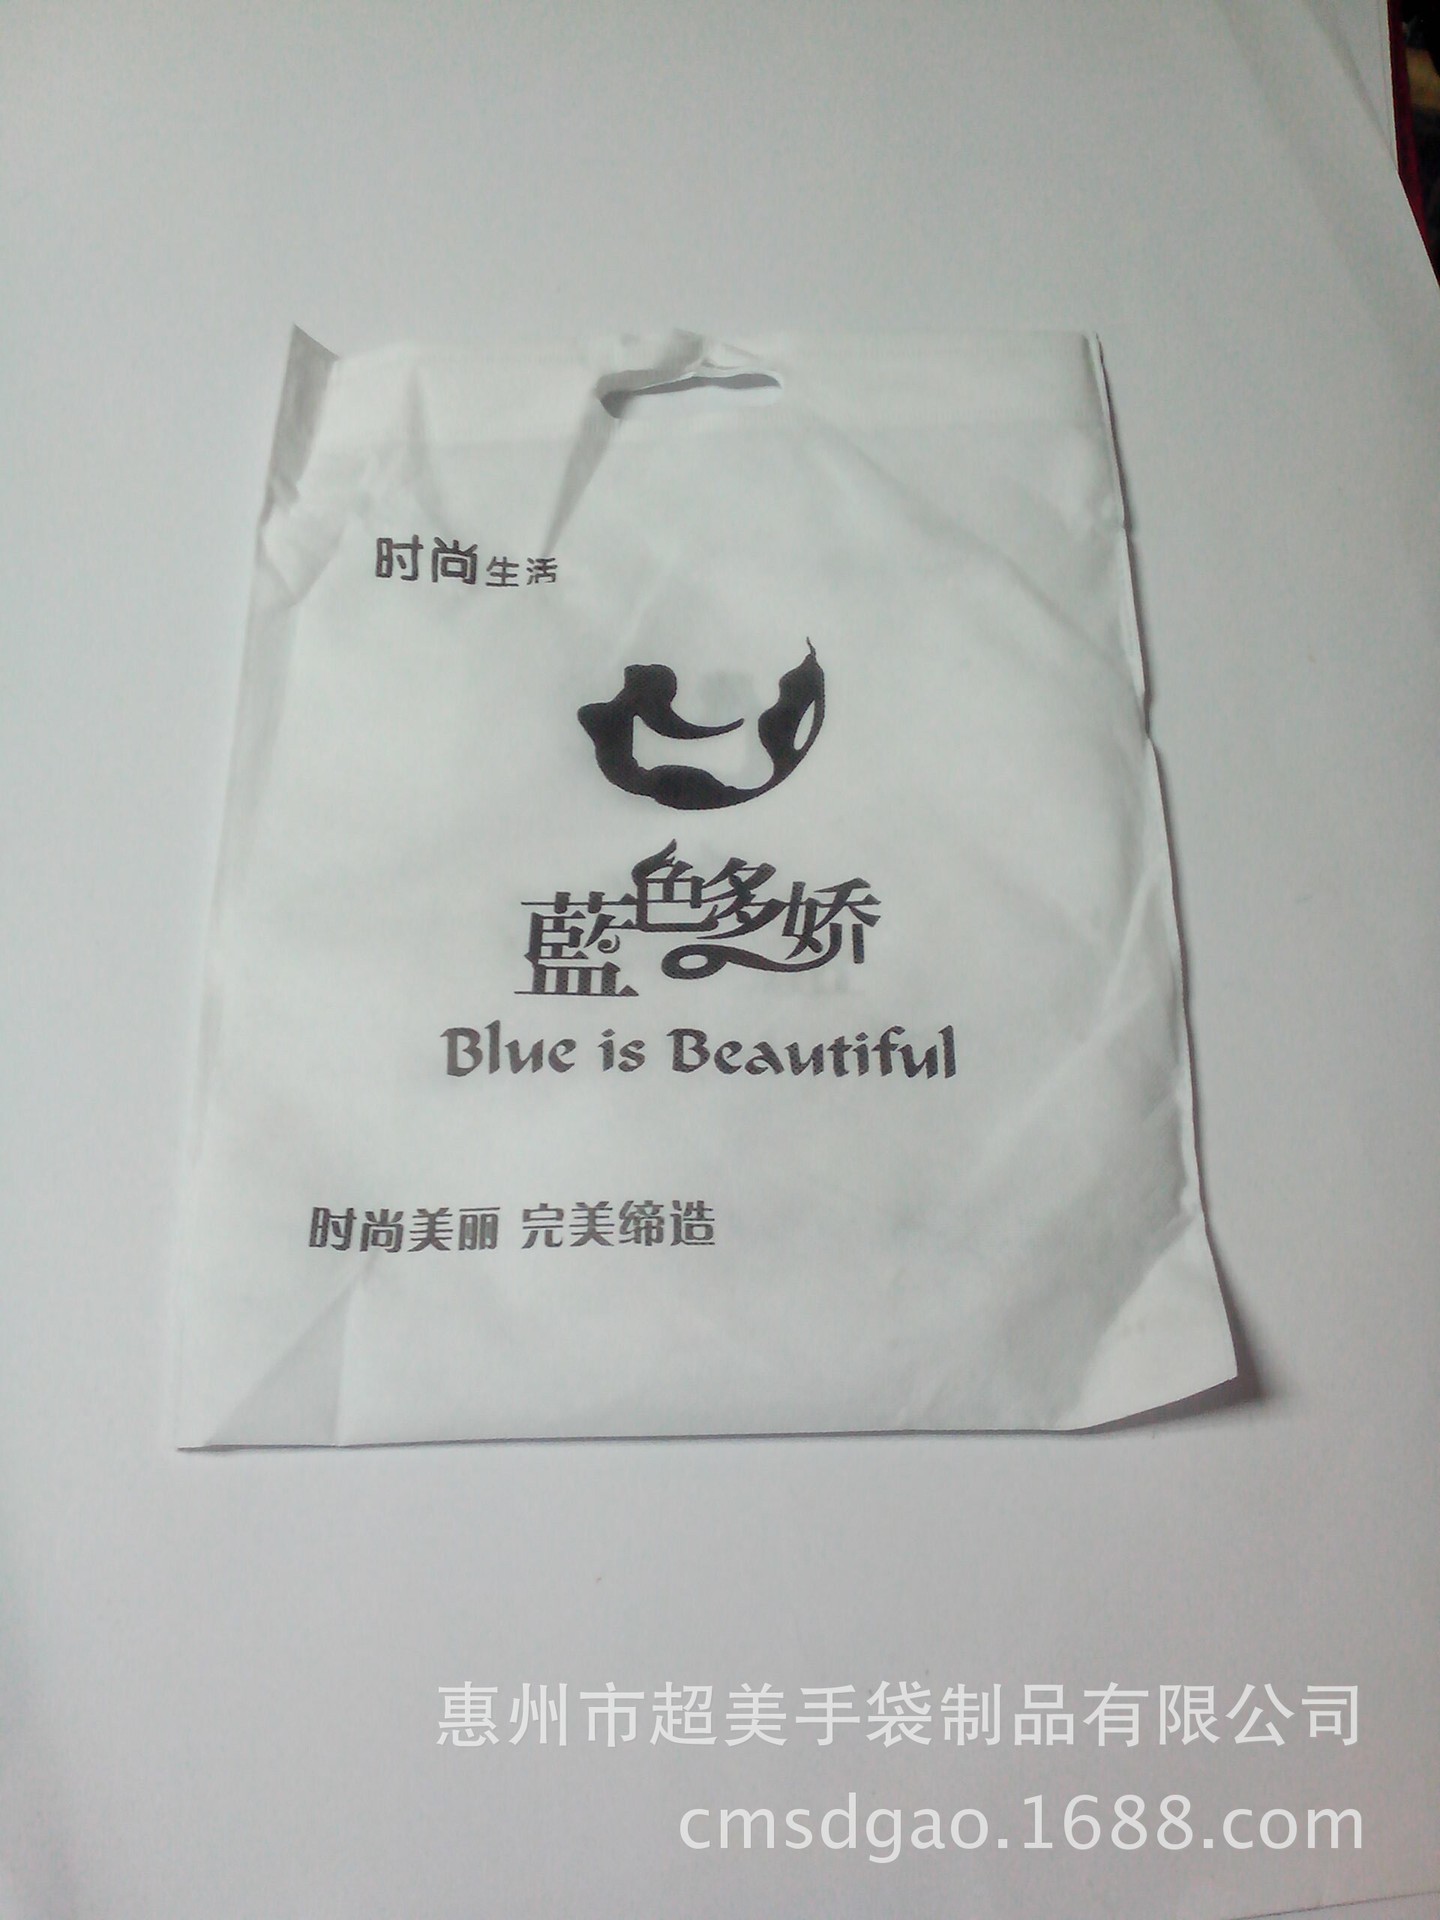 时尚生活
藍色多娇
Blue is Beautiful
时尚美丽 完美缔造
惠州市超美手袋制品有限公司
cmsdgao.1688.com